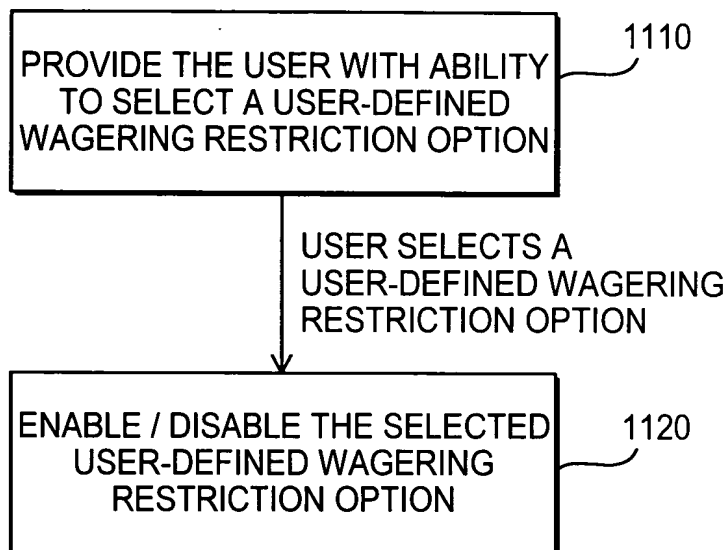 1110
PROVIDE THE USER WITH ABILITY
TO SELECT A USER-DEFINED
WAGERING RESTRICTION OPTION
USER SELECTS A
USER-DEFINED WAGERING
RESTRICTION OPTION
ENABLE / DISABLE THE SELECTED
USER-DEFINED WAGERING
RESTRICTION OPTION
1120